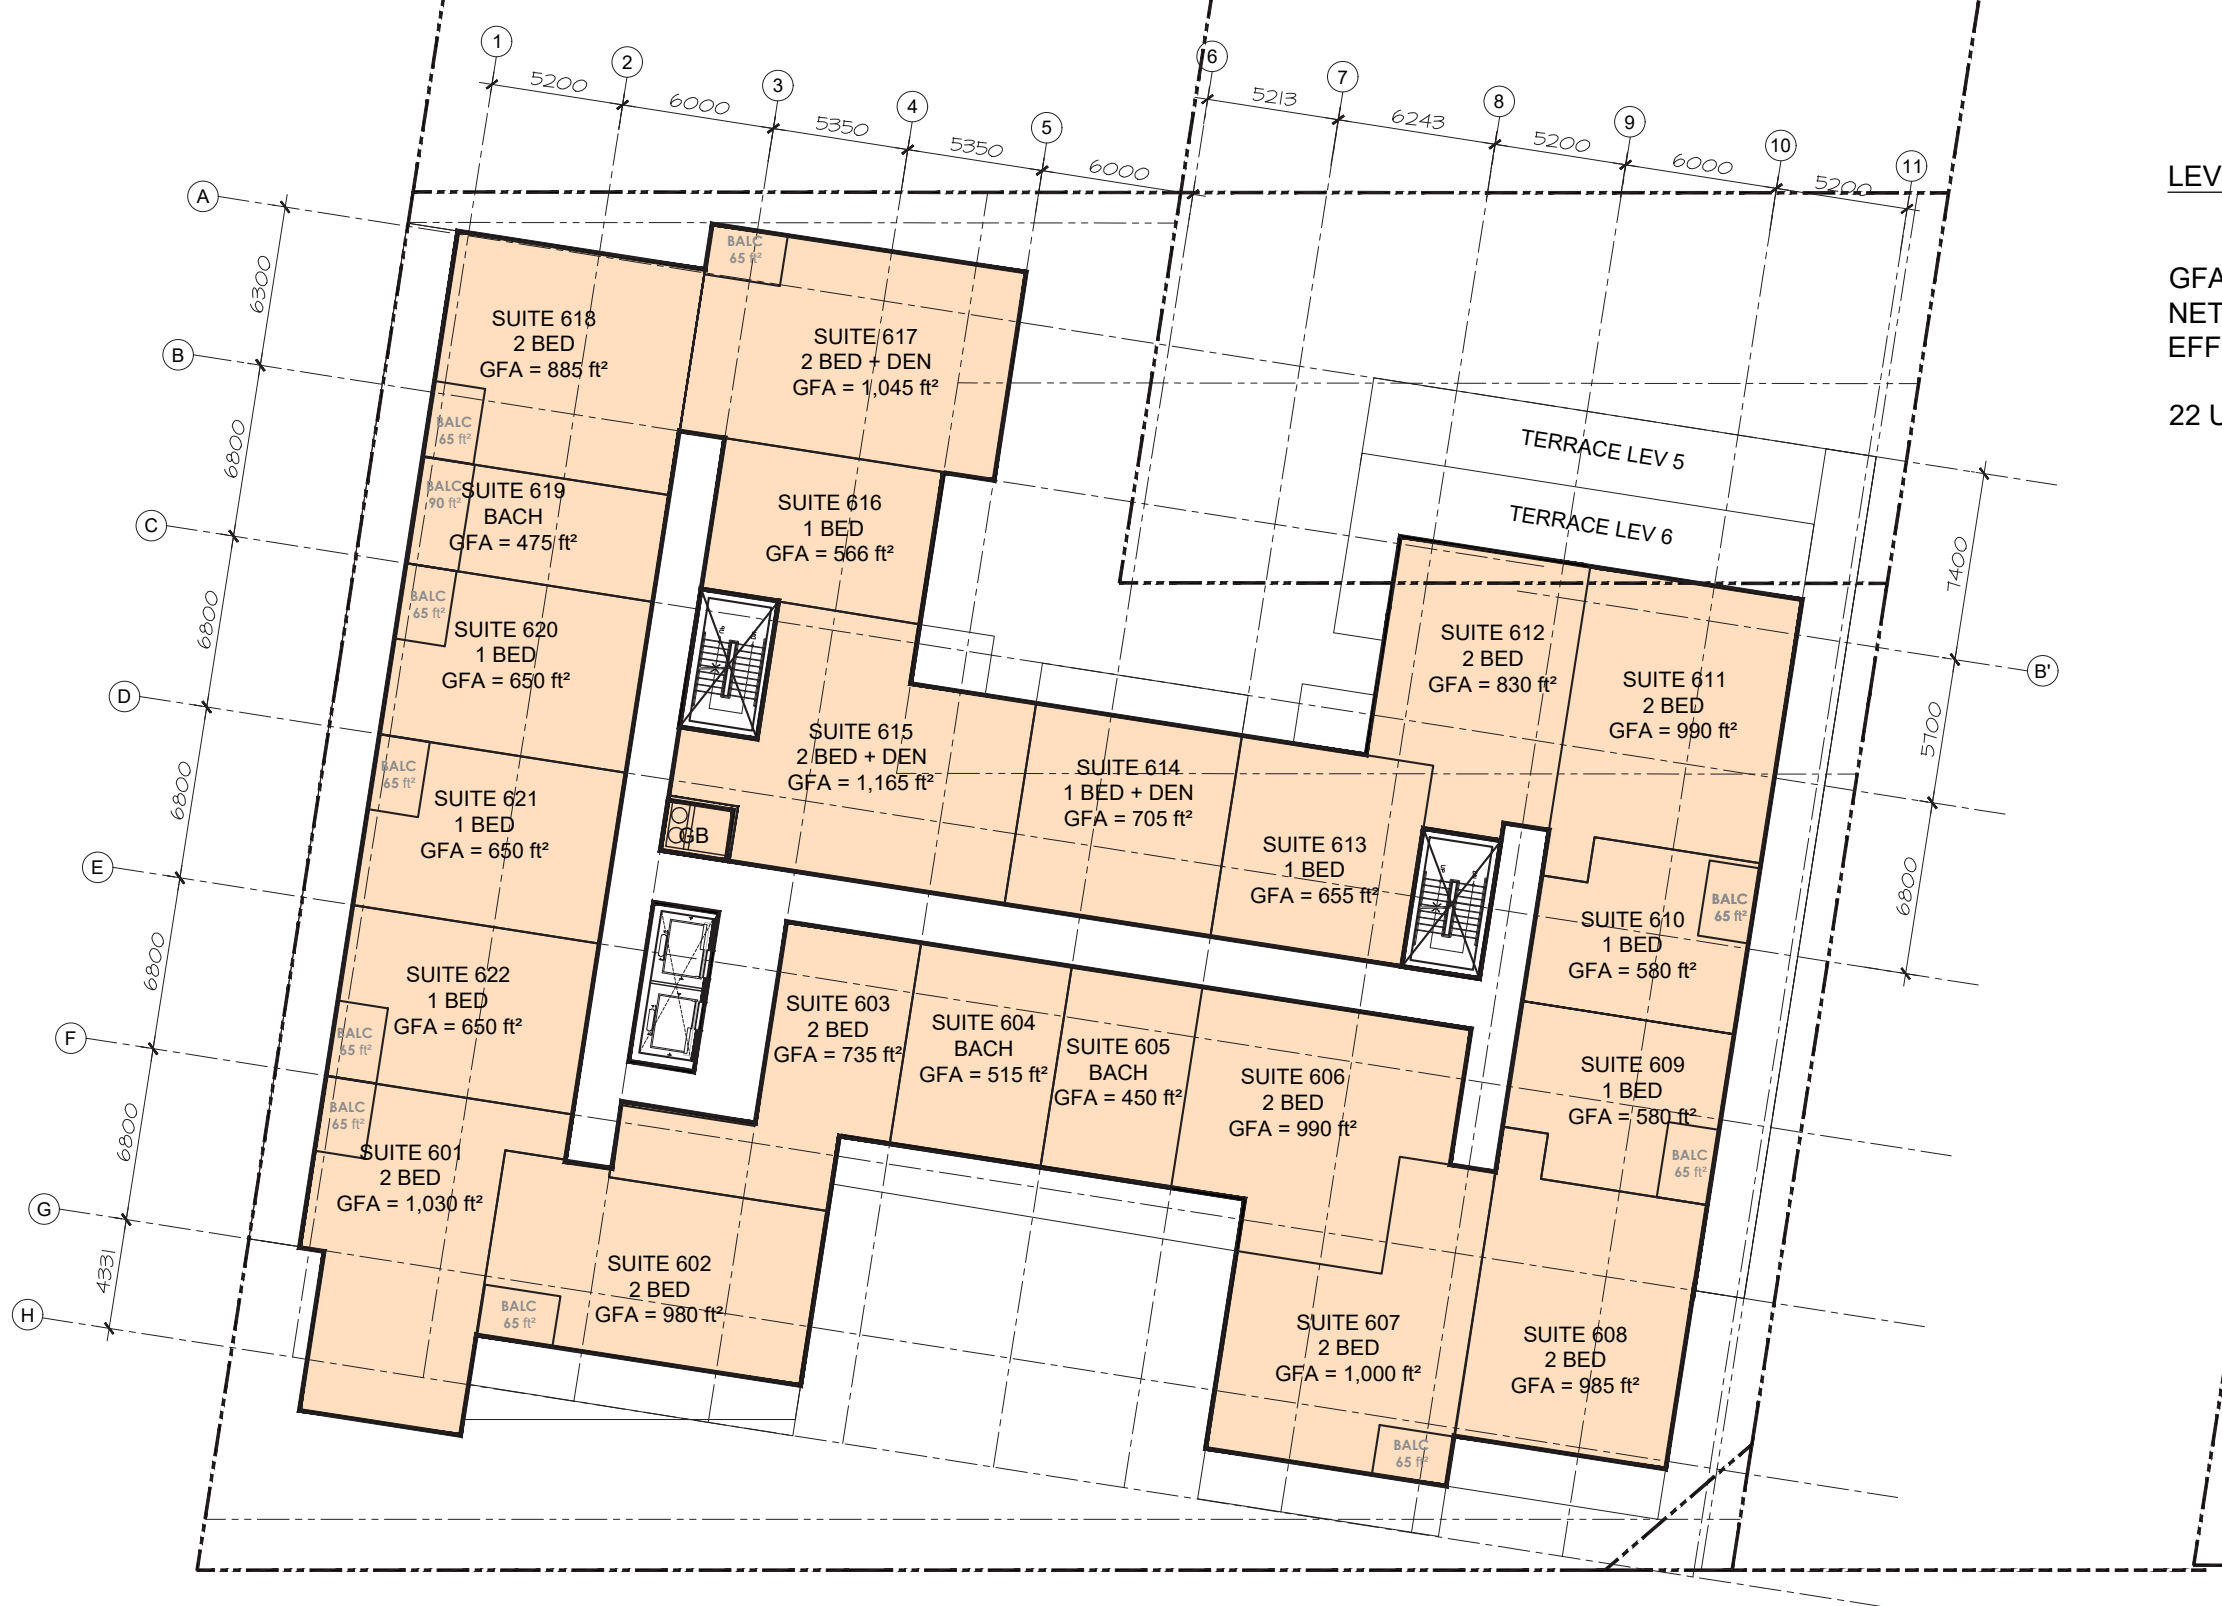 1
2
3
4
5
6
7
8
9
10
11
5200
6000
5350
5350
6000
5213
6243
5200
6000
5200
A
B
C
D
E
F
G
H
B'
6300
6800
6800
6800
6800
6800
4331
7400
5100
6800
LEV
GFA
NET
EFF
22 U
TERRACE LEV 5
TERRACE LEV 6
BALC
65 ft²
SUITE 618
2 BED
GFA = 885 ft²
SUITE 617
2 BED + DEN
GFA = 1,045 ft²
BALC
65 ft²
BALC
90 ft²
SUITE 619
BACH
GFA = 475 ft²
SUITE 616
1 BED
GFA = 566 ft²
BALC
65 ft²
SUITE 620
1 BED
GFA = 650 ft²
SUITE 612
2 BED
GFA = 830 ft²
SUITE 611
2 BED
GFA = 990 ft²
SUITE 615
2 BED + DEN
GFA = 1,165 ft²
BALC
65 ft²
SUITE 621
1 BED
GFA = 650 ft²
SUITE 614
1 BED + DEN
GFA = 705 ft²
GB
SUITE 613
1 BED
GFA = 655 ft²
BALC
65 ft²
SUITE 610
1 BED
GFA = 580 ft²
SUITE 622
1 BED
GFA = 650 ft²
BALC
65 ft²
SUITE 603
2 BED
GFA = 735 ft²
SUITE 604
BACH
GFA = 515 ft²
SUITE 605
BACH
GFA = 450 ft²
SUITE 606
2 BED
GFA = 990 ft²
SUITE 609
1 BED
GFA = 580 ft²
BALC
65 ft²
BALC
65 ft²
SUITE 601
2 BED
GFA = 1,030 ft²
SUITE 602
2 BED
GFA = 980 ft²
BALC
65 ft²
SUITE 607
2 BED
GFA = 1,000 ft²
SUITE 608
2 BED
GFA = 985 ft²
BALC
65 ft²